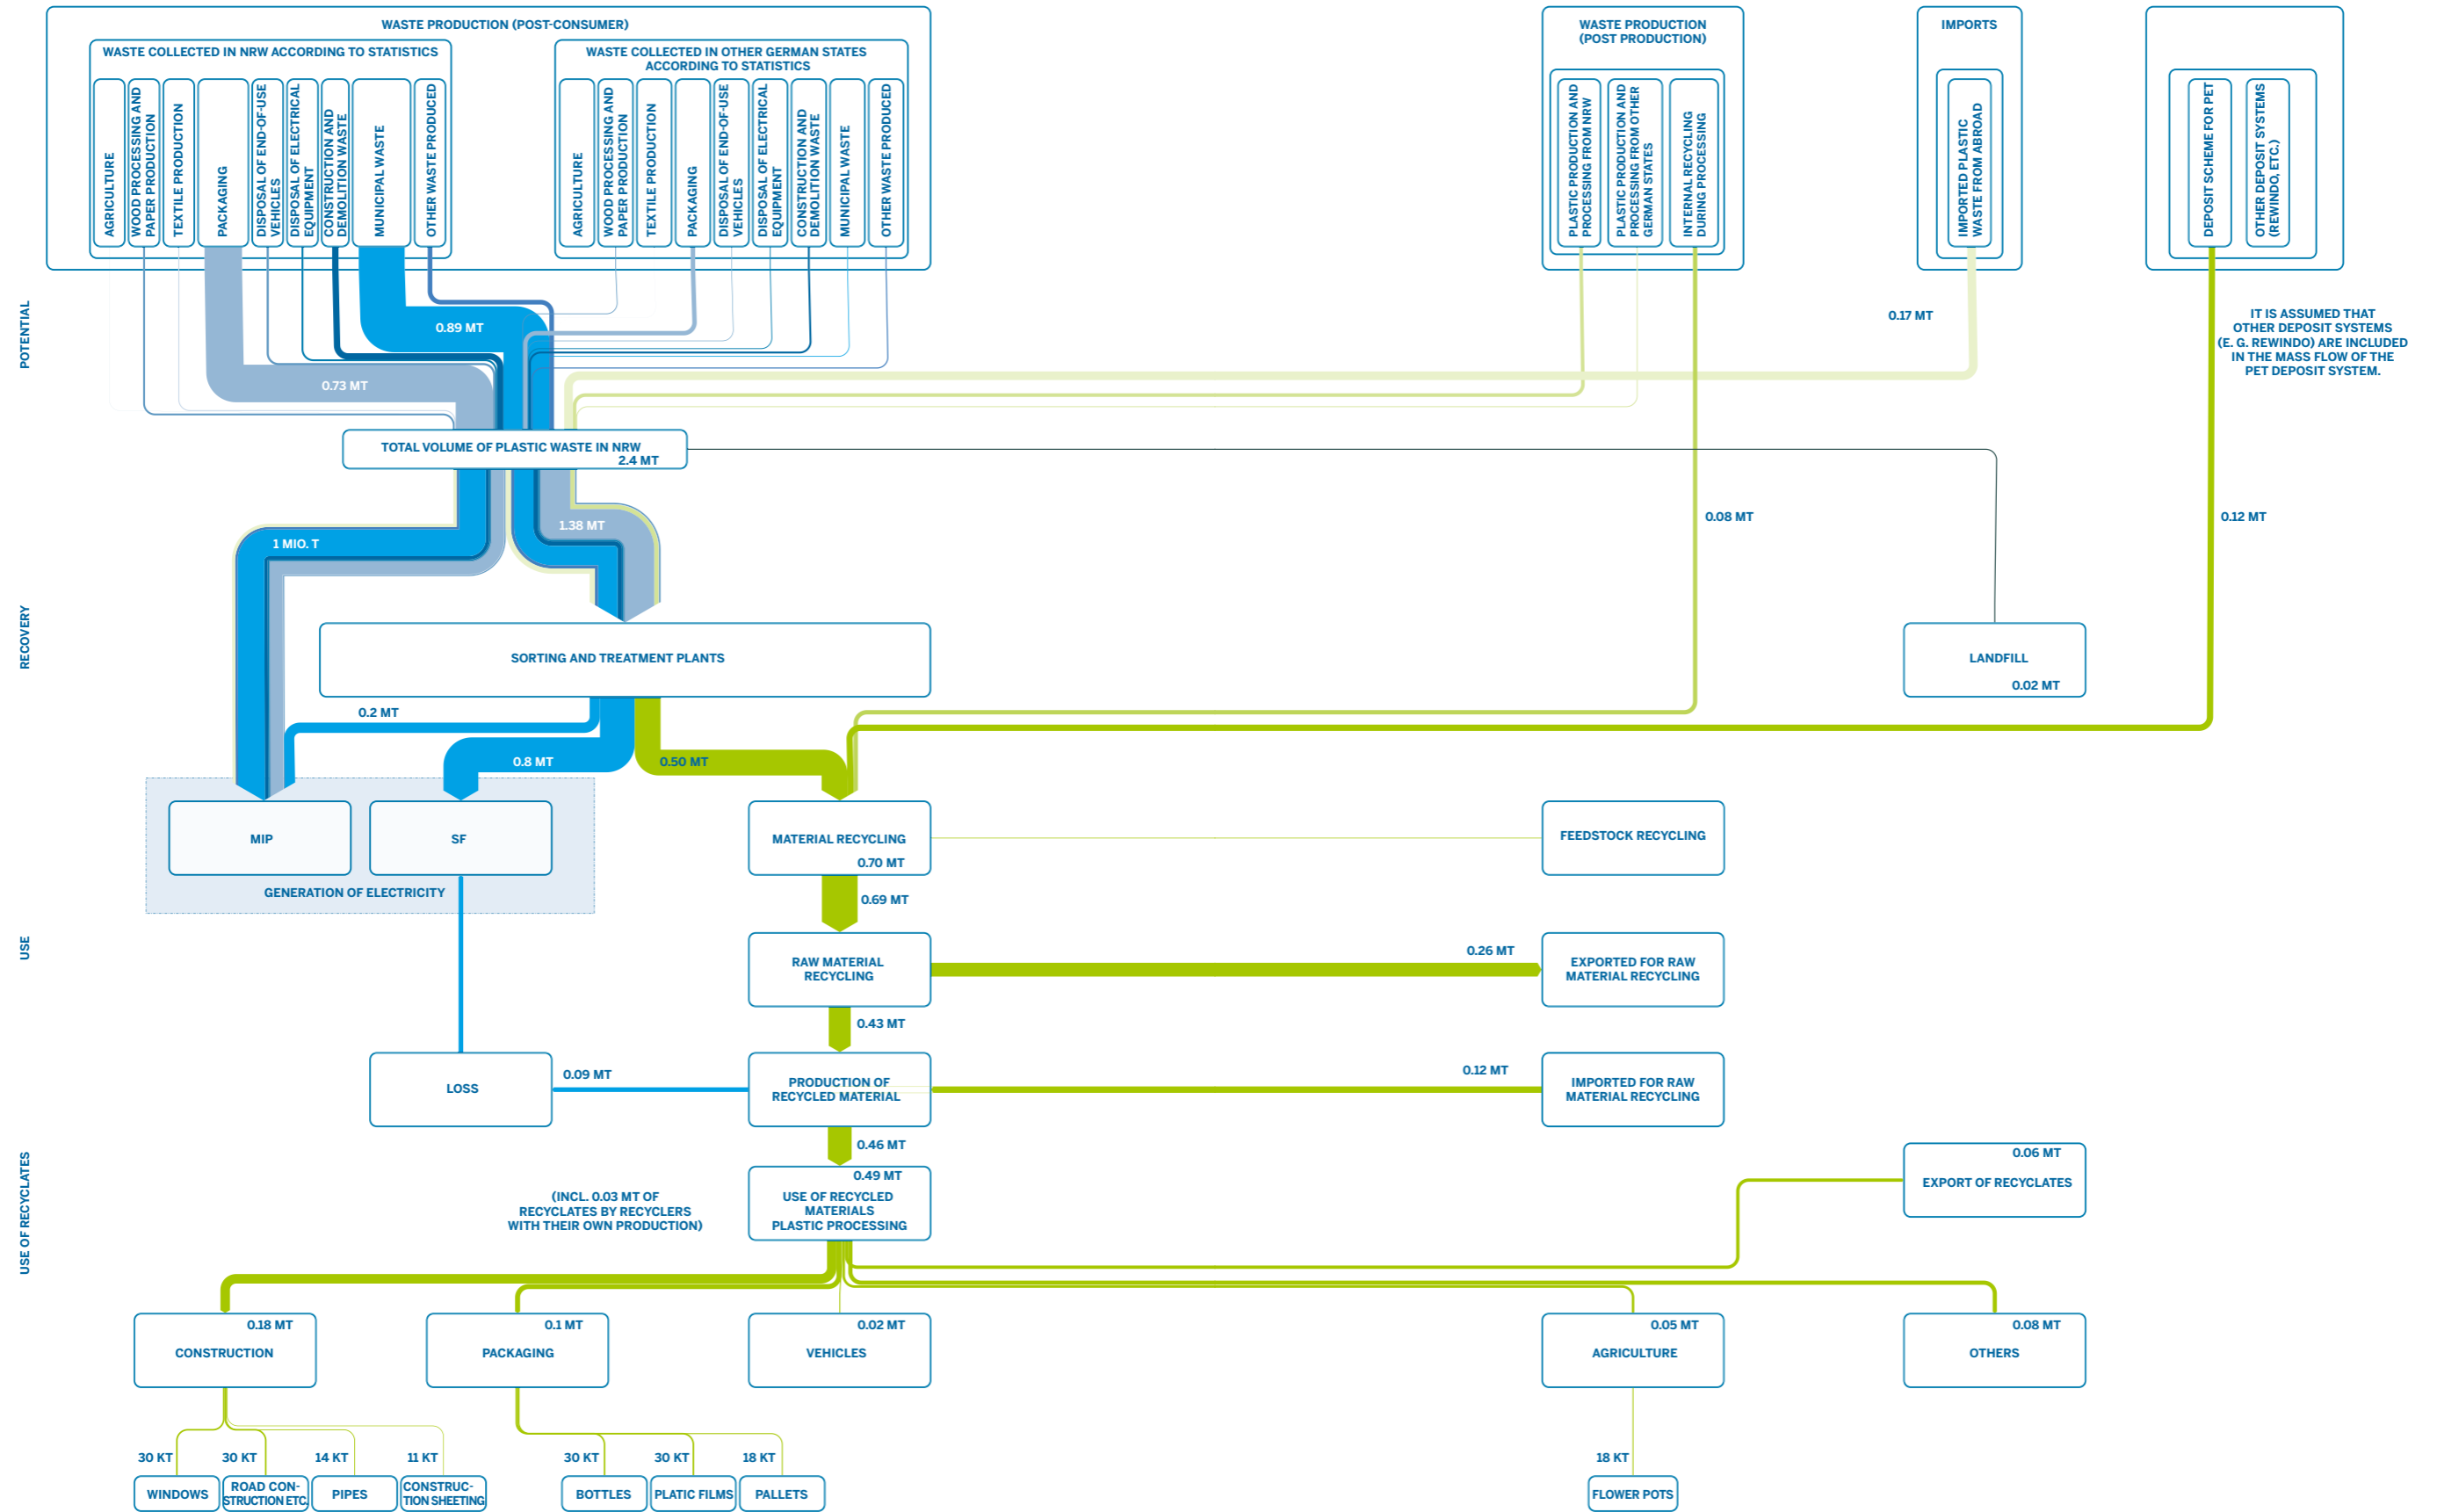 WASTE PRODUCTION (POST-CONSUMER)
WASTE COLLECTED IN NRW ACCORDING TO STATISTICS
AGRICULTURE
WOOD PROCESSING AND
PAPER PRODUCTION
TEXTILE PRODUCTION
PACKAGING
DISPOSAL OF END-OF-USE
VEHICLES
DISPOSAL OF ELECTRICAL
EQUIPMENT
CONSTRUCTION AND
DEMOLITION WASTE
MUNICIPAL WASTE
OTHER WASTE PRODUCED
WASTE COLLECTED IN OTHER GERMAN STATES
ACCORDING TO STATISTICS
AGRICULTURE
WOOD PROCESSING AND
PAPER PRODUCTION
TEXTILE PRODUCTION
PACKAGING
DISPOSAL OF END-OF-USE
VEHICLES
DISPOSAL OF ELECTRICAL
EQUIPMENT
CONSTRUCTION AND
DEMOLITION WASTE
MUNICIPAL WASTE
OTHER WASTE PRODUCED
WASTE PRODUCTION
(POST PRODUCTION)
PLASTIC PRODUCTION AND
PROCESSING FROM NRW
PLASTIC PRODUCTION AND
PROCESSING FROM OTHER
GERMAN STATES
INTERNAL RECYCLING
DURING PROCESSING
IMPORTS
IMPORTED PLASTIC
WASTE FROM ABROAD
DEPOSIT SCHEME FOR PET
OTHER DEPOSIT SYSTEMS
(REWINDO, ETC.)
POTENTIAL
0.89 MT
0.73 MT
0.17 MT
IT IS ASSUMED THAT
OTHER DEPOSIT SYSTEMS
(E. G. REWINDO) ARE INCLUDED
IN THE MASS FLOW OF THE
PET DEPOSIT SYSTEM.
TOTAL VOLUME OF PLASTIC WASTE IN NRW
2.4 MT
1.38 MT
1 MIO. T
0.08 MT
0.12 MT
RECOVERY
SORTING AND TREATMENT PLANTS
LANDFILL
0.02 MT
0.2 MT
0.8 MT
0.50 MT
MIP
SF
GENERATION OF ELECTRICITY
MATERIAL RECYCLING
0.70 MT
FEEDSTOCK RECYCLING
0.69 MT
USE
RAW MATERIAL
RECYCLING
0.26 MT
EXPORTED FOR RAW
MATERIAL RECYCLING
0.43 MT
LOSS
0.09 MT
PRODUCTION OF
RECYCLED MATERIAL
0.12 MT
IMPORTED FOR RAW
MATERIAL RECYCLING
0.46 MT
USE OF RECYCLATES
(INCL. 0.03 MT OF
RECYCLATES BY RECYCLERS
WITH THEIR OWN PRODUCTION)
0.49 MT
USE OF RECYCLED
MATERIALS
PLASTIC PROCESSING
0.06 MT
EXPORT OF RECYCLATES
0.18 MT
CONSTRUCTION
0.1 MT
PACKAGING
0.02 MT
VEHICLES
0.05 MT
AGRICULTURE
0.08 MT
OTHERS
30 KT
30 KT
14 KT
11 KT
30 KT
30 KT
18 KT
18 KT
WINDOWS
ROAD CON-
STRUCTION ETC.
PIPES
CONSTRUC-
TION SHEETING
BOTTLES
PLATIC FILMS
PALLETS
FLOWER POTS